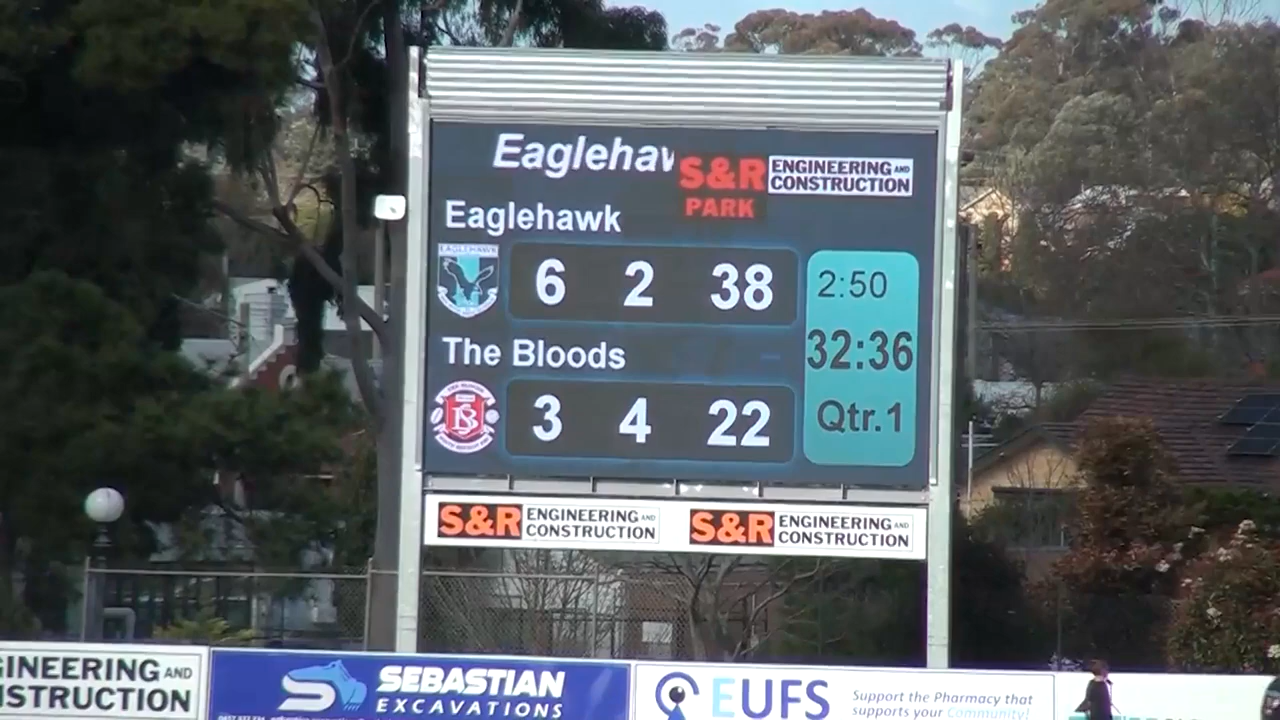 Eaglehaw
S&R ENGINEERING AND CONSTRUCTION
PARK
Eaglehawk
EAGLEHAWK
6 2 38
2:50
32:36
The Bloods
3 4 22
Qtr.1
S&R ENGINEERING AND CONSTRUCTION
S&R ENGINEERING AND CONSTRUCTION
INEERING AND
NSTRUCTION
SEBASTIAN
EXCAVATIONS
EUFS
Support the Pharmacy that
supports your Community!